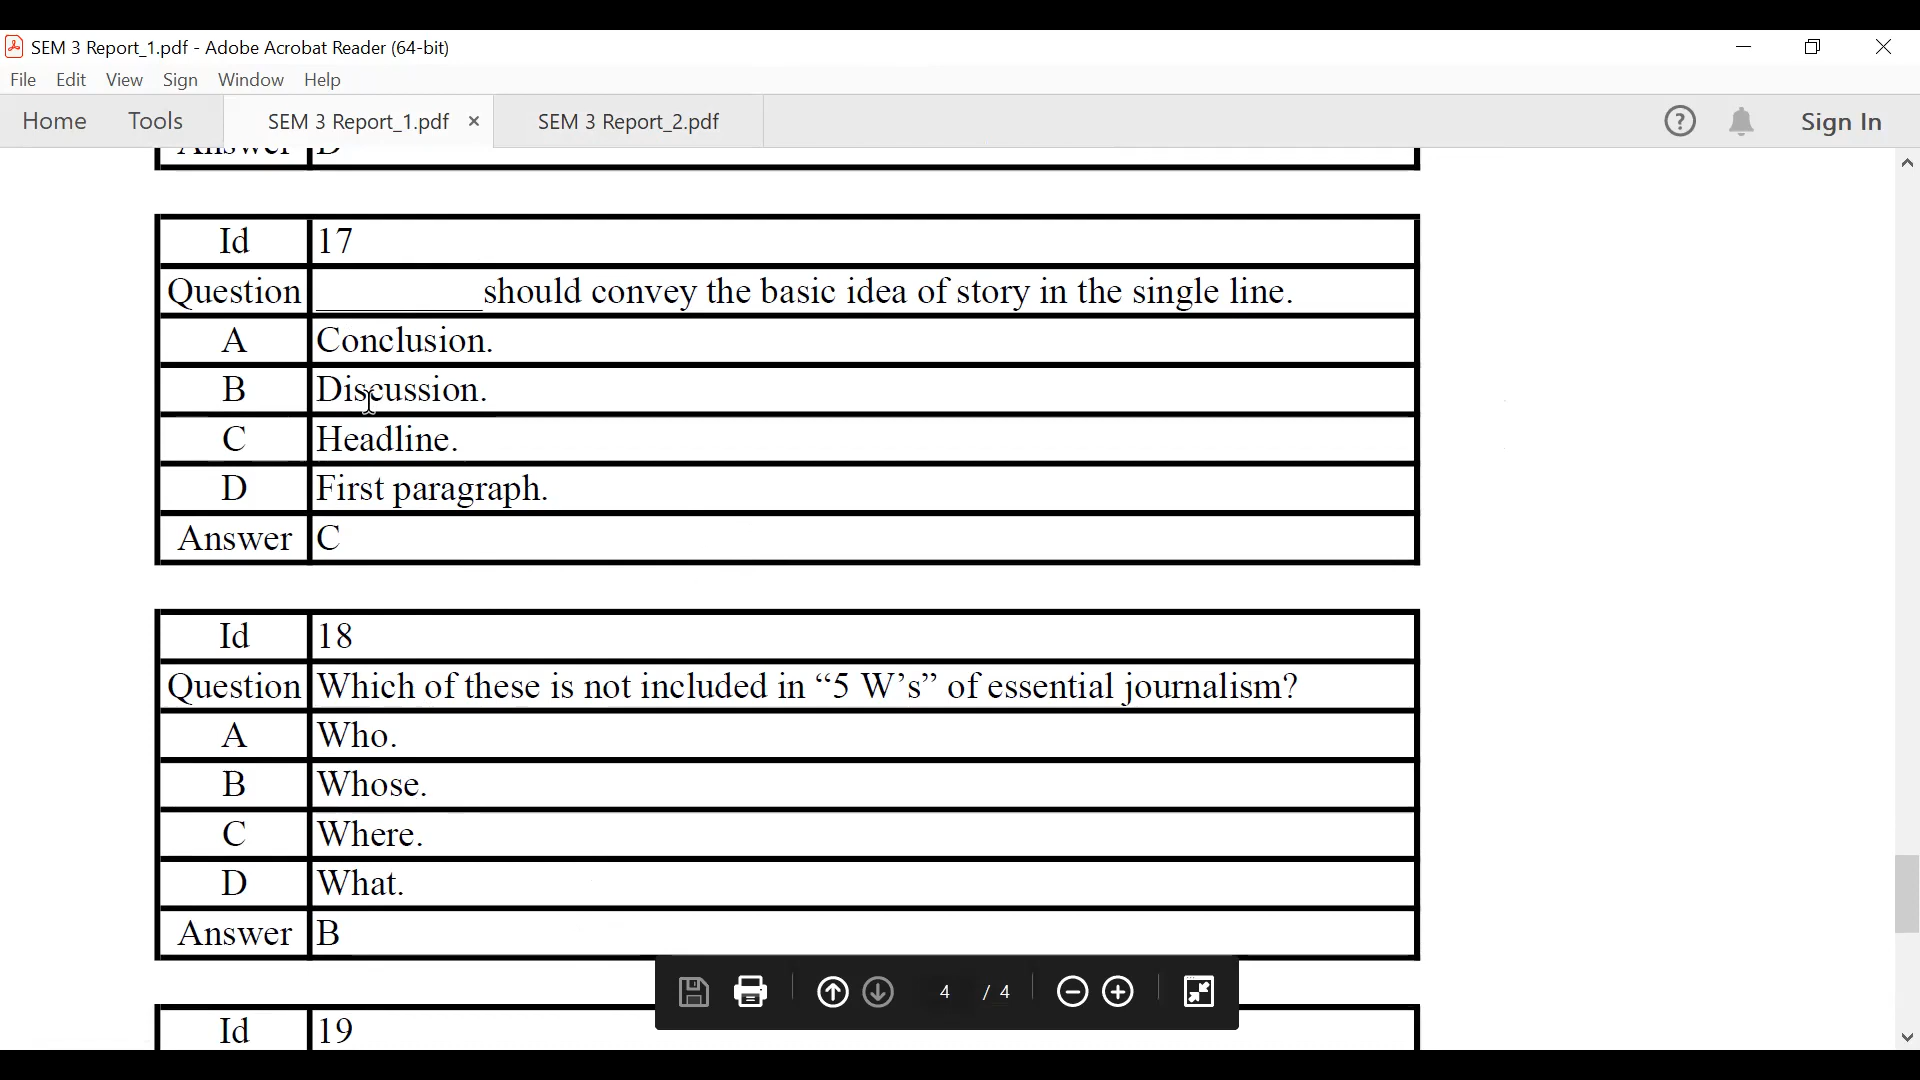 SEM 3 Report_1.pdf - Adobe Acrobat Reader (64-bit)
File Edit View Sign Window Help
Home Tools SEM 3 Report_1.pdf × SEM 3 Report_2.pdf ? Sign In
Answer D
Id 17
Question _________should convey the basic idea of story in the single line.
A Conclusion.
B Discussion.
C Headline.
D First paragraph.
Answer C
Id 18
Question Which of these is not included in “5 W’s” of essential journalism?
A Who.
B Whose.
C Where.
D What.
Answer B
4 / 4
Id 19